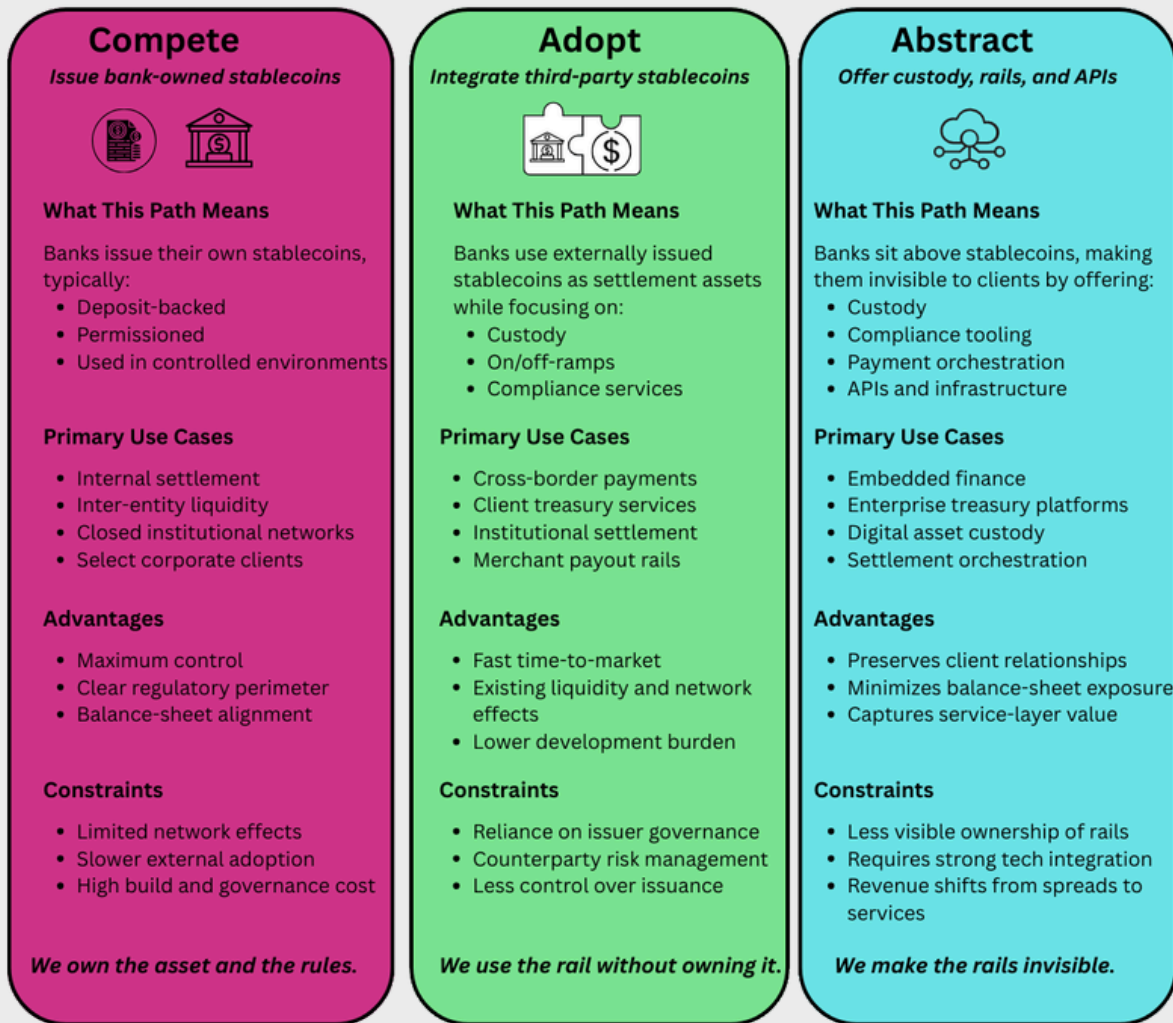 Compete
Issue bank-owned stablecoins
What This Path Means
Banks issue their own stablecoins,
typically:
• Deposit-backed
• Permissioned
• Used in controlled environments
Primary Use Cases
• Internal settlement
• Inter-entity liquidity
• Closed institutional networks
• Select corporate clients
Advantages
• Maximum control
• Clear regulatory perimeter
• Balance-sheet alignment
Constraints
• Limited network effects
• Slower external adoption
• High build and governance cost
We own the asset and the rules.
Adopt
Integrate third-party stablecoins
$
What This Path Means
Banks use externally issued
stablecoins as settlement assets
while focusing on:
• Custody
• On/off-ramps
• Compliance services
Primary Use Cases
• Cross-border payments
• Client treasury services
• Institutional settlement
• Merchant payout rails
Advantages
• Fast time-to-market
• Existing liquidity and network
effects
• Lower development burden
Constraints
• Reliance on issuer governance
• Counterparty risk management
• Less control over issuance
We use the rail without owning it.
Abstract
Offer custody, rails, and APIs
What This Path Means
Banks sit above stablecoins, making
them invisible to clients by offering:
• Custody
• Compliance tooling
• Payment orchestration
• APIs and infrastructure
Primary Use Cases
• Embedded finance
• Enterprise treasury platforms
• Digital asset custody
• Settlement orchestration
Advantages
• Preserves client relationships
• Minimizes balance-sheet exposure
• Captures service-layer value
Constraints
• Less visible ownership of rails
• Requires strong tech integration
• Revenue shifts from spreads to
services
We make the rails invisible.